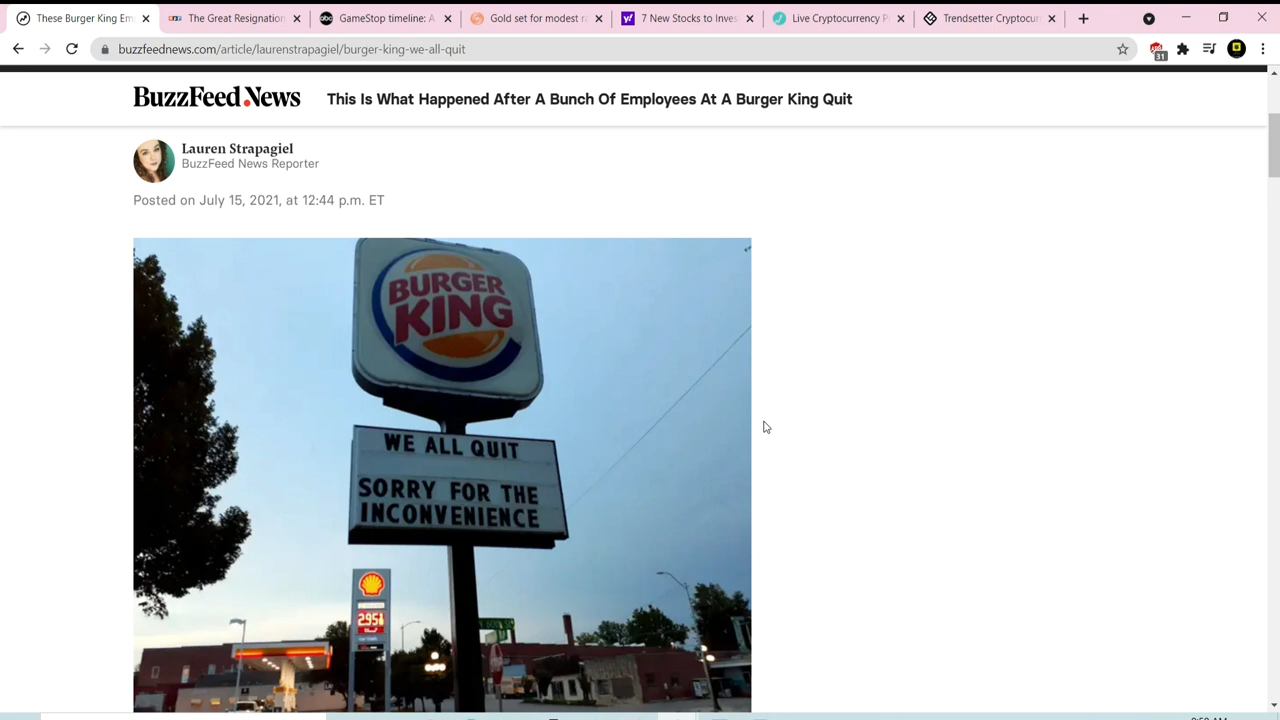 These Burger King Em
The Great Resignation
GameStop timeline: A
Gold set for modest r
7 New Stocks to Inves
Live Cryptocurrency P
Trendsetter Cryptocur
buzzfeednews.com/article/laurenstrapagiel/burger-king-we-all-quit
31
BuzzFeed News
This Is What Happened After A Bunch Of Employees At A Burger King Quit
Lauren Strapagiel
BuzzFeed News Reporter
Posted on July 15, 2021, at 12:44 p.m. ET
BURGER
KING
WE ALL QUIT
SORRY FOR THE
INCONVENIENCE
2.95